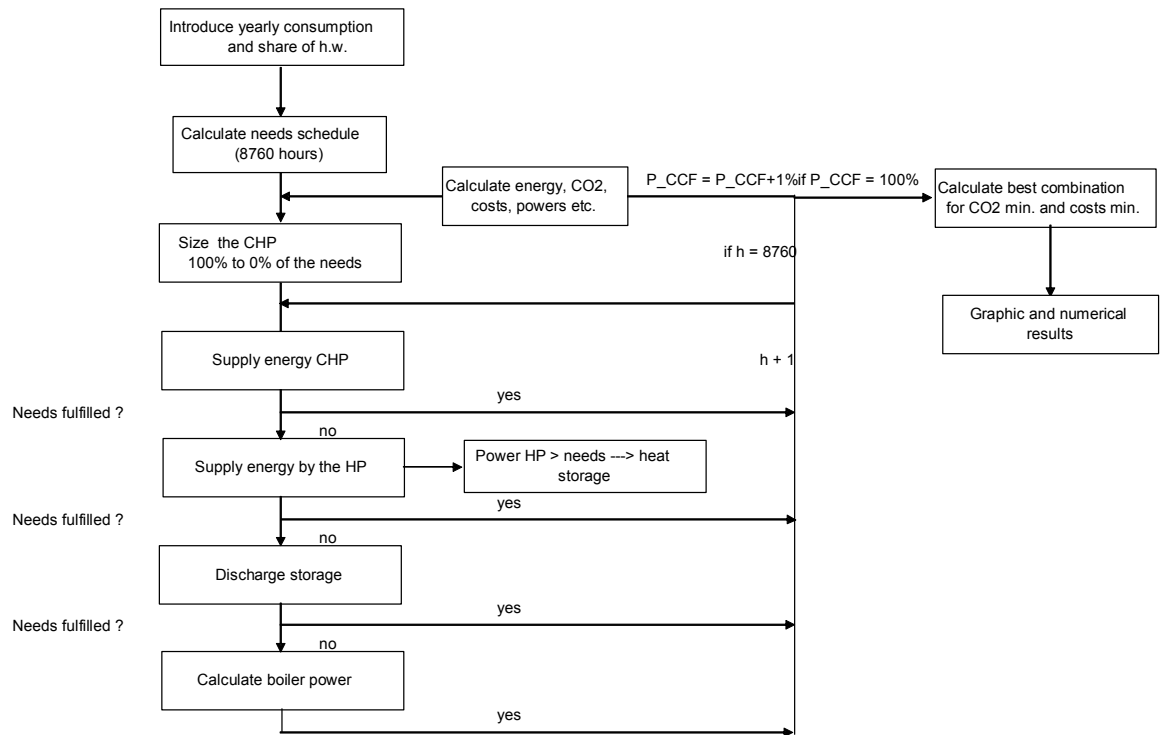 Introduce yearly consumption
and share of h.w.
Calculate needs schedule
(8760 hours)
Calculate energy, CO2,
costs, powers etc.
P_CCF = P_CCF+1%if P_CCF = 100%
Calculate best combination
for CO2 min. and costs min.
Size the CHP
100% to 0% of the needs
if h = 8760
Graphic and numerical
results
Supply energy CHP
h + 1
yes
Needs fulfilled ?
no
Supply energy by the HP
Power HP > needs ---> heat
storage
yes
Needs fulfilled ?
no
Discharge storage
yes
Needs fulfilled ?
no
Calculate boiler power
yes